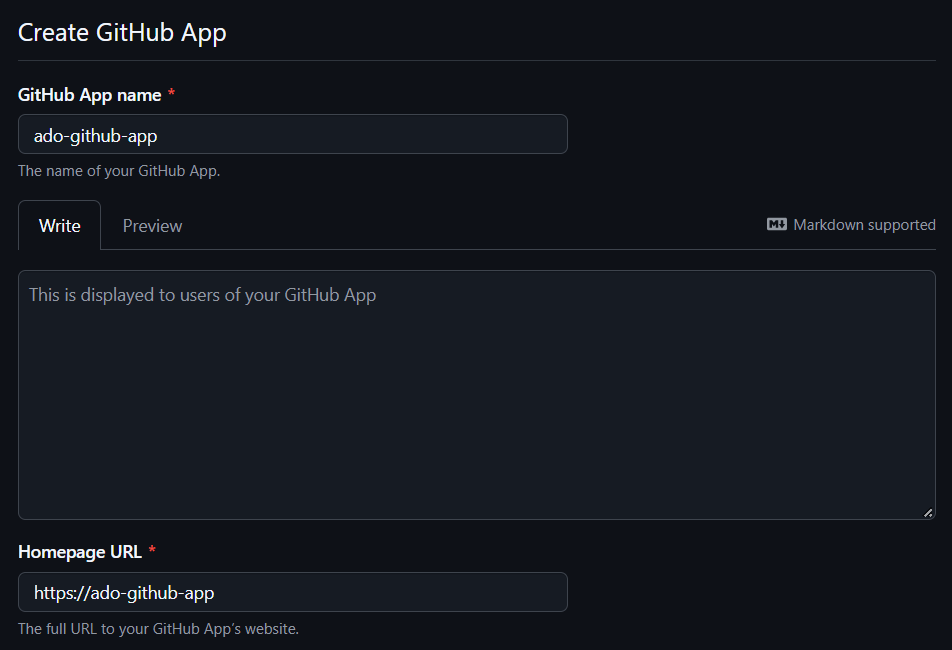 Create GitHub App
GitHub App name *
ado-github-app
The name of your GitHub App.
Write Preview Markdown supported
This is displayed to users of your GitHub App
Homepage URL *
https://ado-github-app
The full URL to your GitHub App's website.